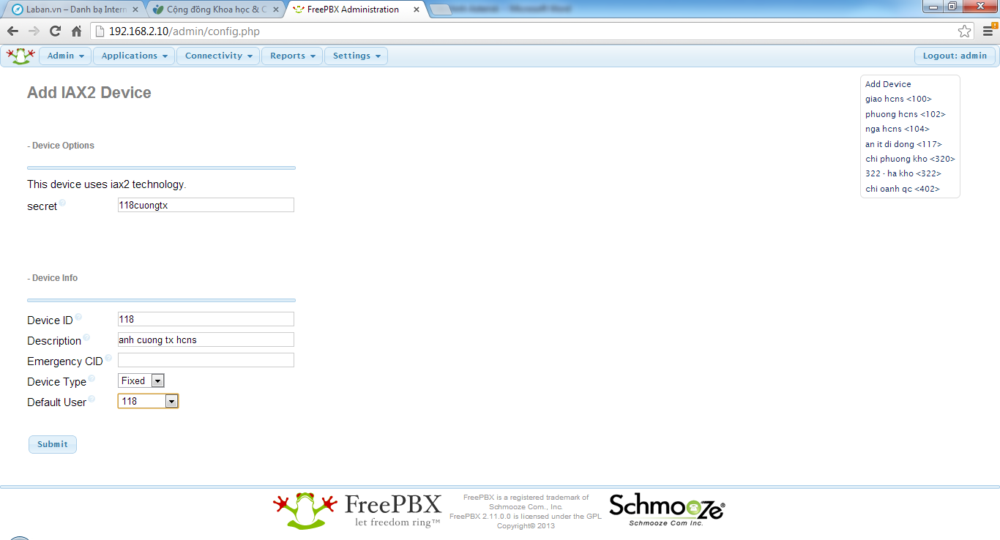 Laban.vn – Danh bạ Intern
Cộng đồng Khoa học & C
FreePBX Administration
192.168.2.10/admin/config.php
Admin
Applications
Connectivity
Reports
Settings
Logout: admin
Add IAX2 Device
Add Device
giao hcns <100>
phuong hcns <102>
nga hcns <104>
an it di dong <117>
chi phuong kho <320>
322 - ha kho <322>
chi oanh qc <402>
- Device Options
This device uses iax2 technology.
secret
118cuongtx
- Device Info
Device ID
118
Description
anh cuong tx hcns
Emergency CID
Device Type
Fixed
Default User
118
Submit
FreePBX
let freedom ring™
FreePBX is a registered trademark of
Schmooze Com., Inc.
FreePBX 2.11.0.0 is licensed under the GPL
Copyright© 2013
Schmooze®
Schmooze Com Inc.